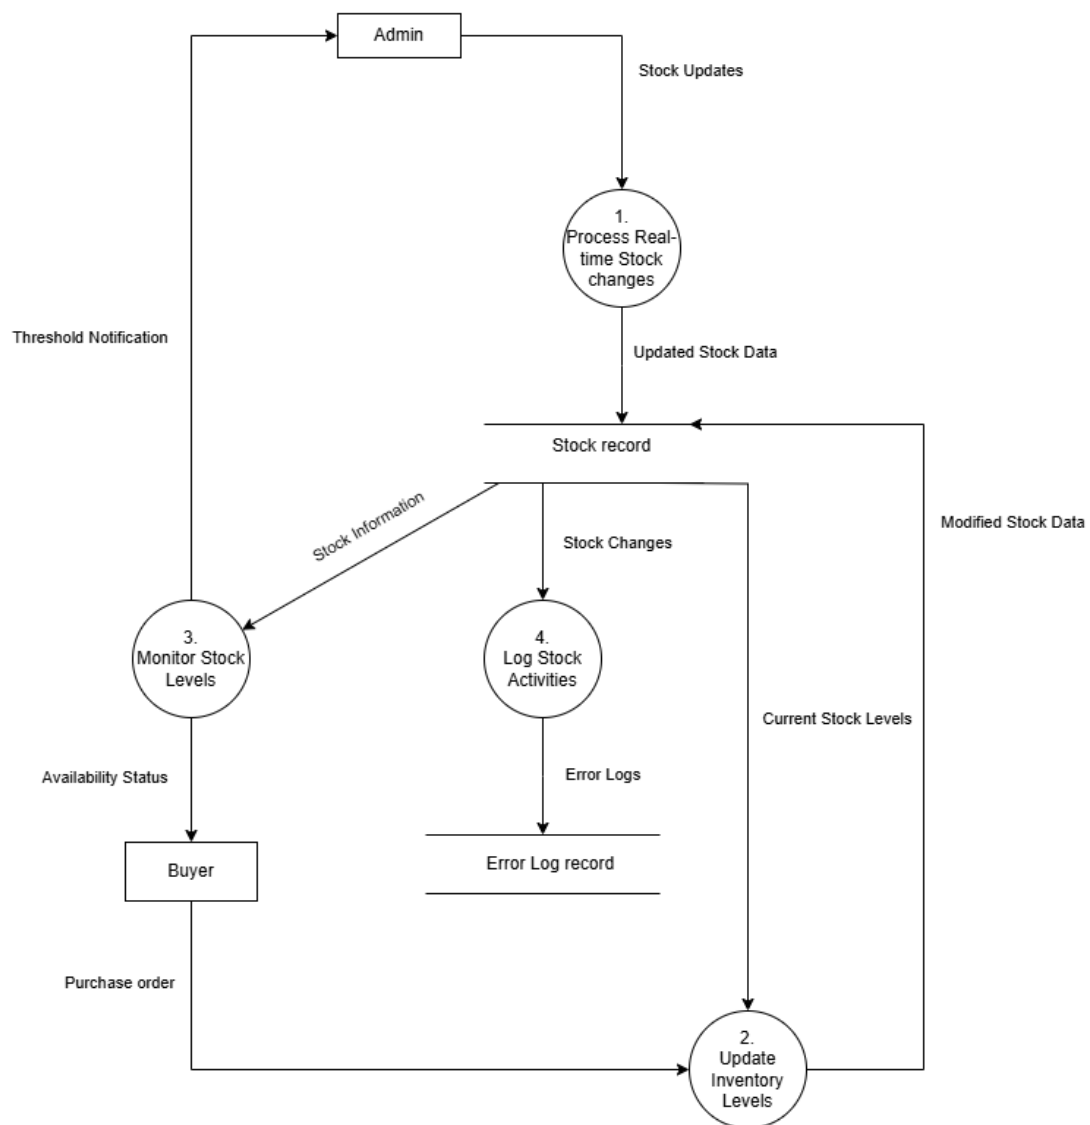 Admin
Stock Updates
1.
Process Real-
time Stock
changes
Threshold Notification
Updated Stock Data
Stock record
Stock Information
Stock Changes
Modified Stock Data
3.
Monitor Stock
Levels
4.
Log Stock
Activities
Current Stock Levels
Availability Status
Error Logs
Buyer
Error Log record
Purchase order
2.
Update
Inventory
Levels